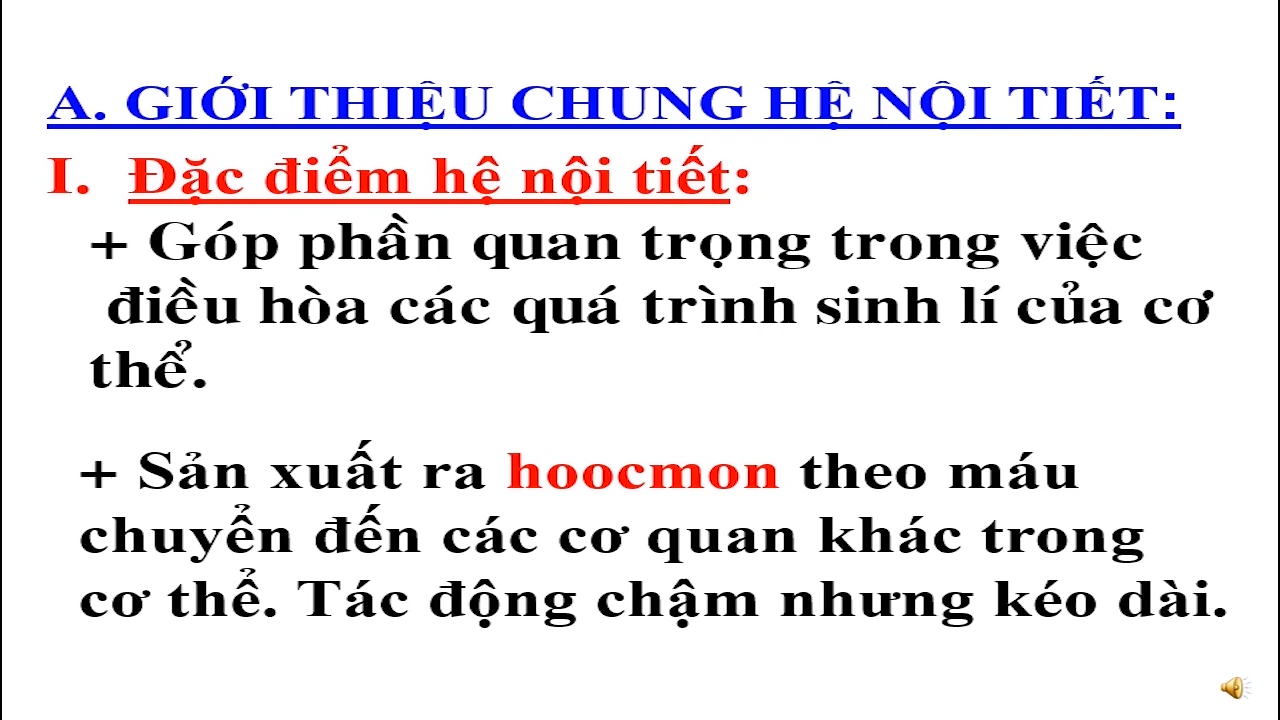 A. GIỚI THIỆU CHUNG HỆ NỘI TIẾT:
I. Đặc điểm hệ nội tiết:
+ Góp phần quan trọng trong việc
điều hòa các quá trình sinh lí của cơ
thể.
+ Sản xuất ra hoocmon theo máu
chuyển đến các cơ quan khác trong
cơ thể. Tác động chậm nhưng kéo dài.